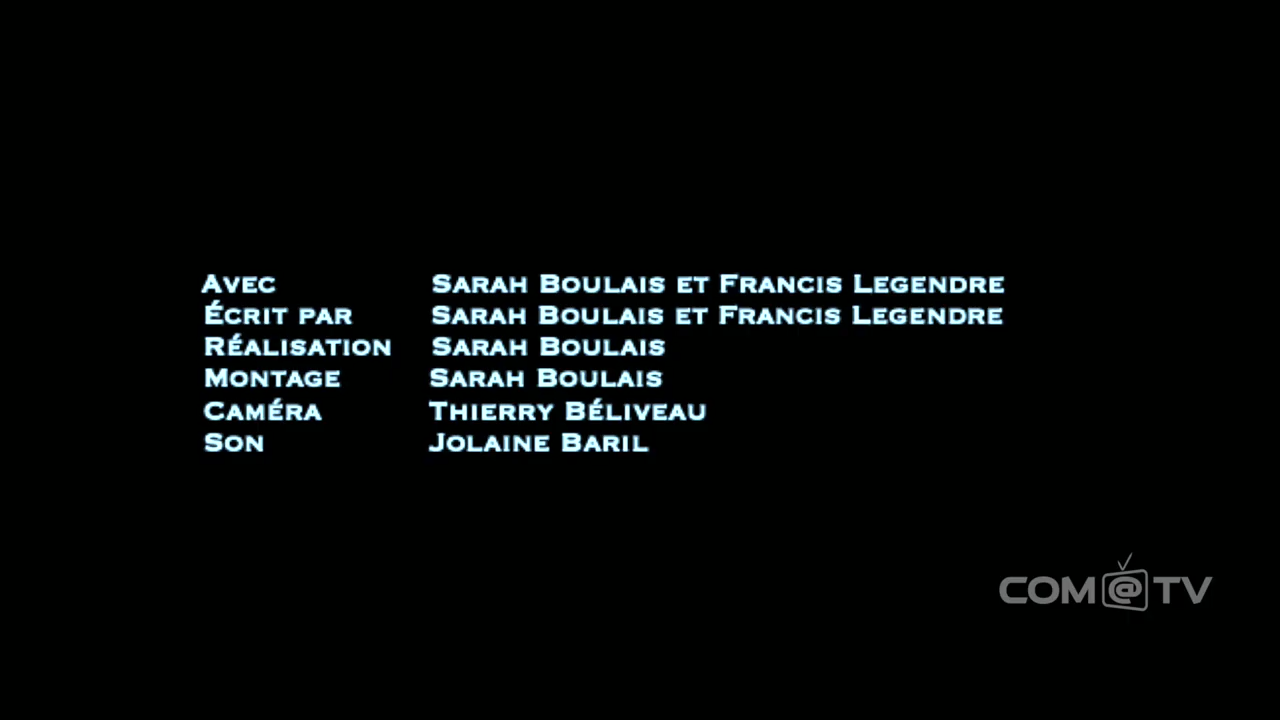 Avec Sarah Boulais et Francis Legendre
Écrit par Sarah Boulais et Francis Legendre
Réalisation Sarah Boulais
Montage Sarah Boulais
Caméra Thierry Béliveau
Son Jolaine Baril
COM@TV